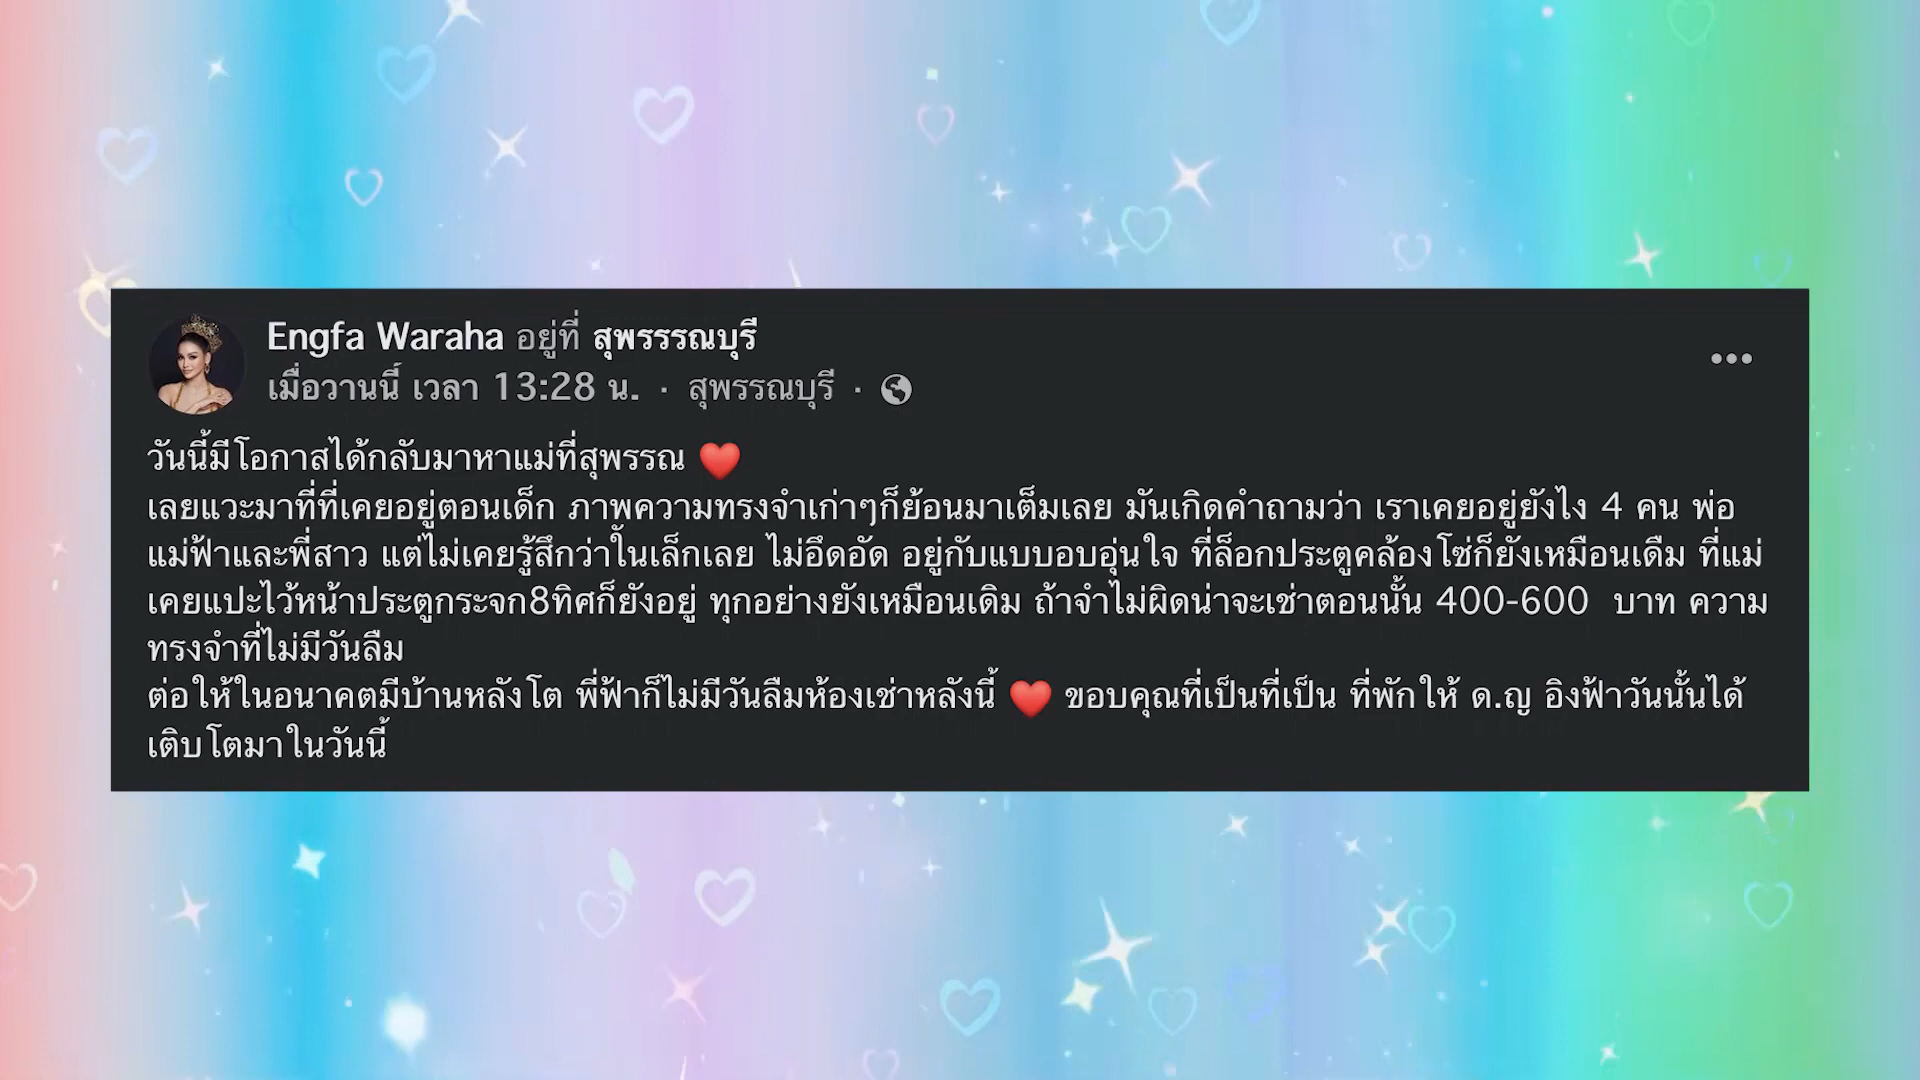 Engfa Waraha อยู่ที่ สุพรรรณบุรี
เมื่อวานนี้ เวลา 13:28 น. · สุพรรณบุรี ·
วันนี้มีโอกาสได้กลับมาหาแม่ที่สุพรรณ ❤️
เลยแวะมาที่ที่เคยอยู่ตอนเด็ก ภาพความทรงจำเก่าๆก็ย้อนมาเต็มเลย มันเกิดคำถามว่า เราเคยอยู่ยังไง 4 คน พ่อ
แม่ฟ้าและพี่สาว แต่ไม่เคยรู้สึกว่าในเล็กเลย ไม่อึดอัด อยู่กับแบบอบอุ่นใจ ที่ล็อกประตูคล้องโซ่ก็ยังเหมือนเดืม ที่แม่
เคยแปะไว้หน้าประตูกระจก8ทิศก็ยังอยู่ ทุกอย่างยังเหมือนเดิม ถ้าจำไม่ผิดน่าจะเช่าตอนนั้น 400-600 บาท ความ
ทรงจำที่ไม่มีวันลืม
ต่อให้ในอนาคตมีบ้านหลังโต พี่ฟ้าก็ไม่มีวันลืมห้องเช่าหลังนี้ ❤️ ขอบคุณที่เป็นที่เป็น ที่พักให้ ด.ญ อิงฟ้าวันนั้นได้
เติบโตมาในวันนี้